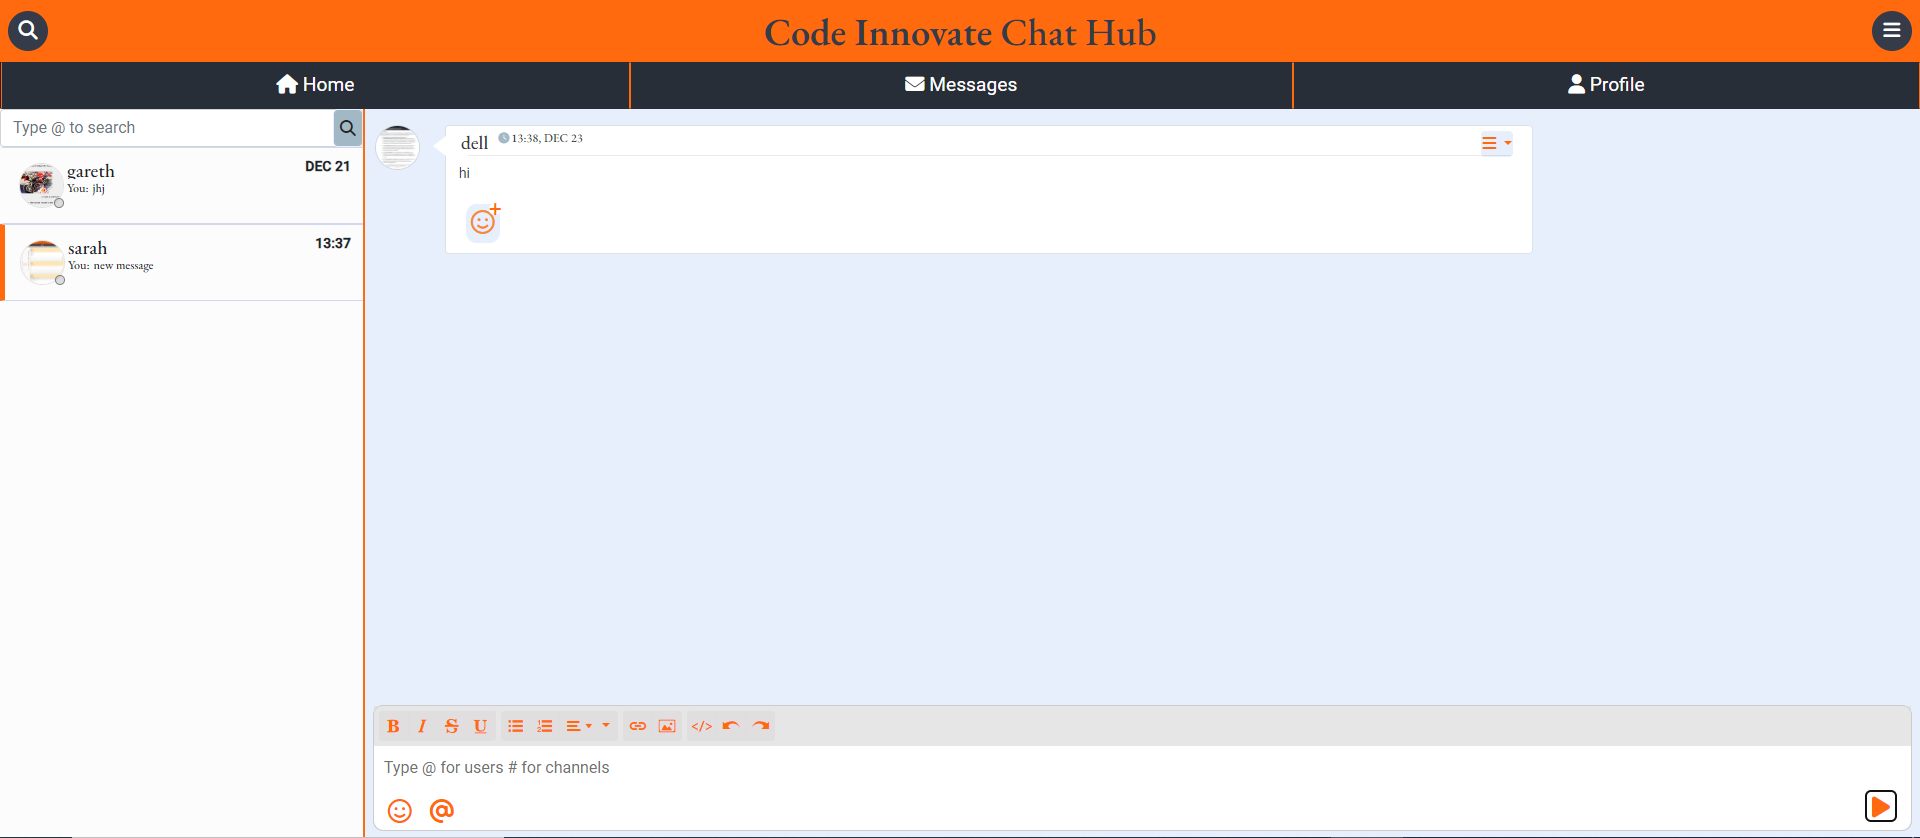 Code Innovate Chat Hub
Home
Messages
Profile
Type @ to search
gareth
DEC 21
You: jhj
sarah
13:37
You: new message
dell 13:38, DEC 23
hi
B I S U </>
Type @ for users # for channels
@